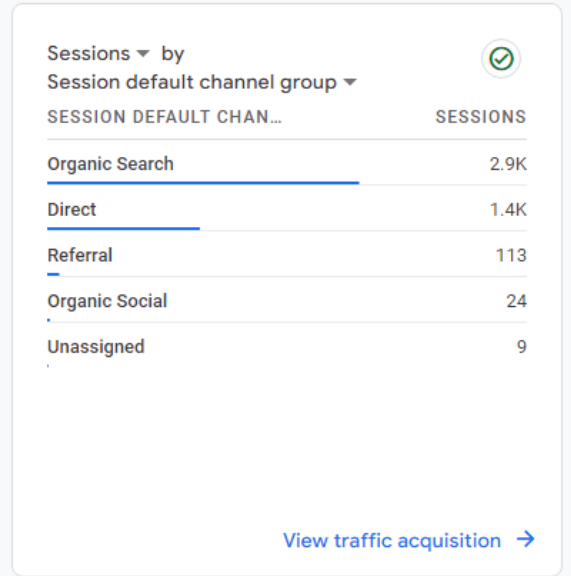 Sessions by
Session default channel group
SESSION DEFAULT CHAN... SESSIONS
Organic Search 2.9K
Direct 1.4K
Referral 113
Organic Social 24
Unassigned 9
View traffic acquisition